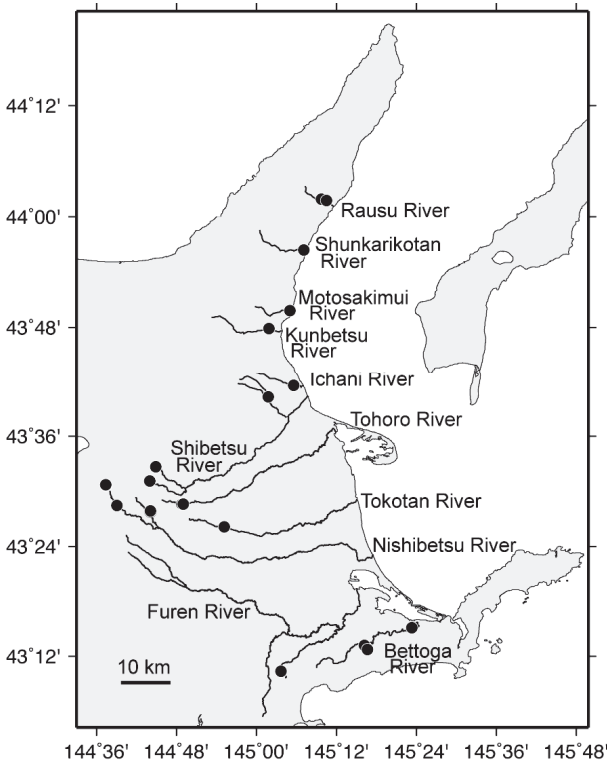 44°12'
44°00'
Rausu River
Shunkarikotan
River
Motosakimui
River
43°48'
Kunbetsu
River
Ichani River
Tohoro River
43°36'
Shibetsu
River
Tokotan River
43°24'
Nishibetsu River
Furen River
43°12'
Bettoga
River
10 km
144°36' 144°48' 145°00' 145°12' 145°24' 145°36' 145°48'